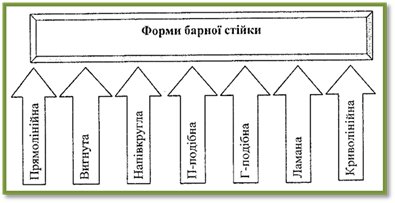 Форми барної стійки
Прямолінійна
Вигнута
Напівкругла
П-подібна
Г-подібна
Ламана
Криволінійна